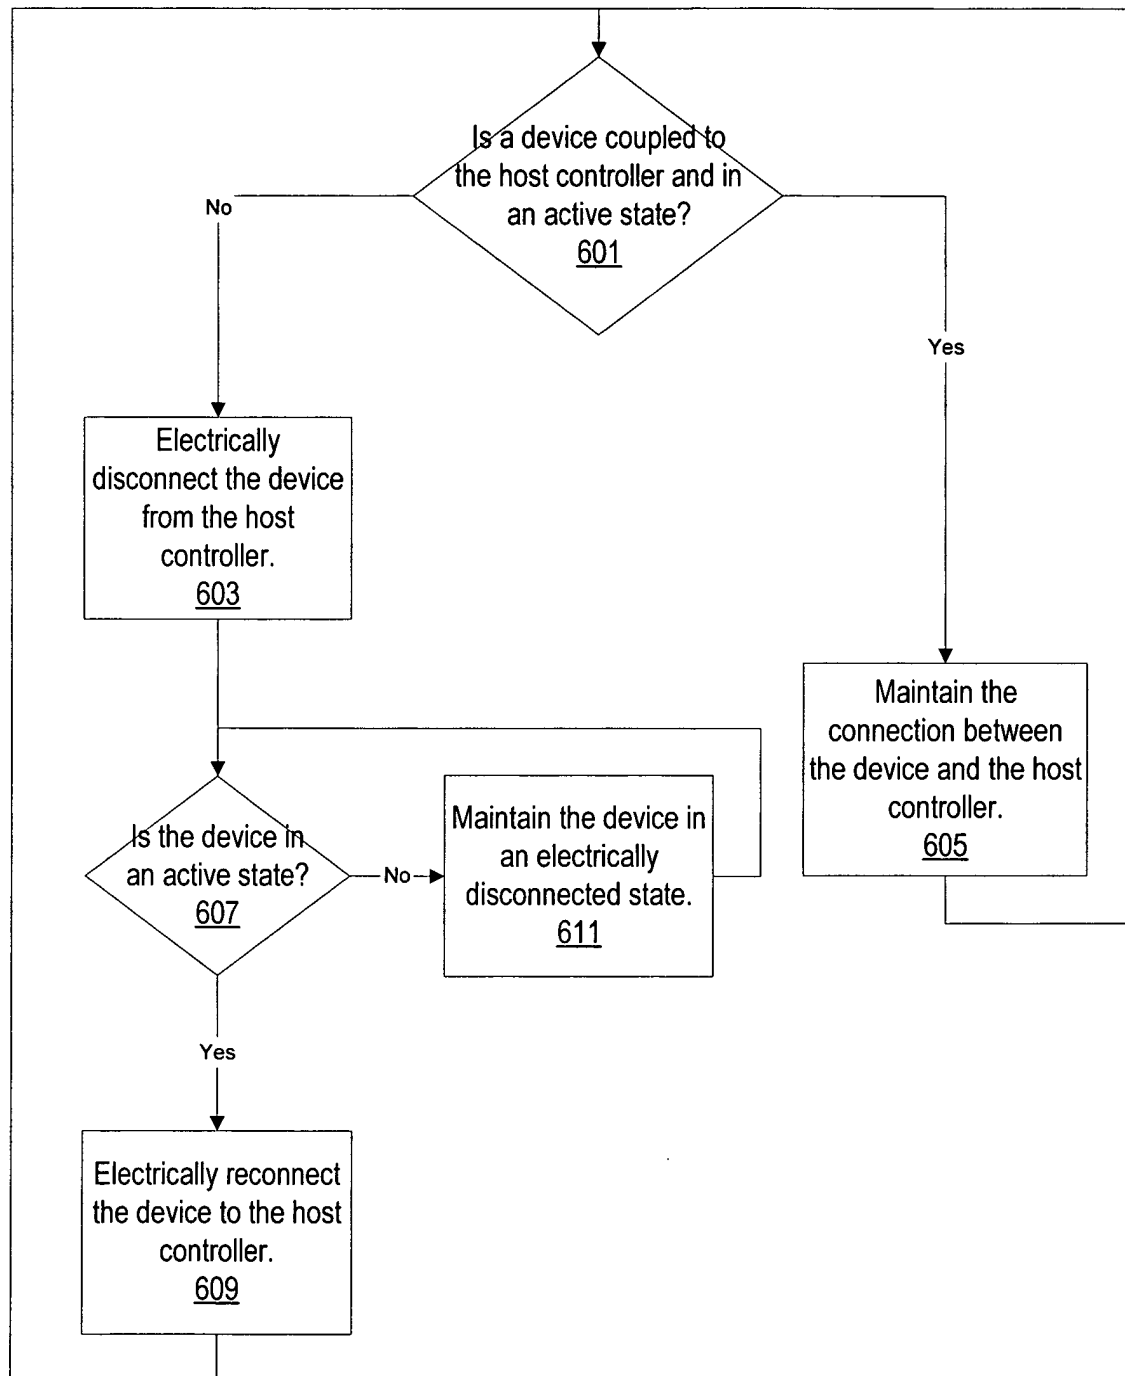 Is a device coupled to
the host controller and in
an active state?
601
No
Yes
Electrically
disconnect the device
from the host
controller.
603
Maintain the
connection between
the device and the host
controller.
605
Is the device in
an active state?
607
No
Maintain the device in
an electrically
disconnected state.
611
Yes
Electrically reconnect
the device to the host
controller.
609